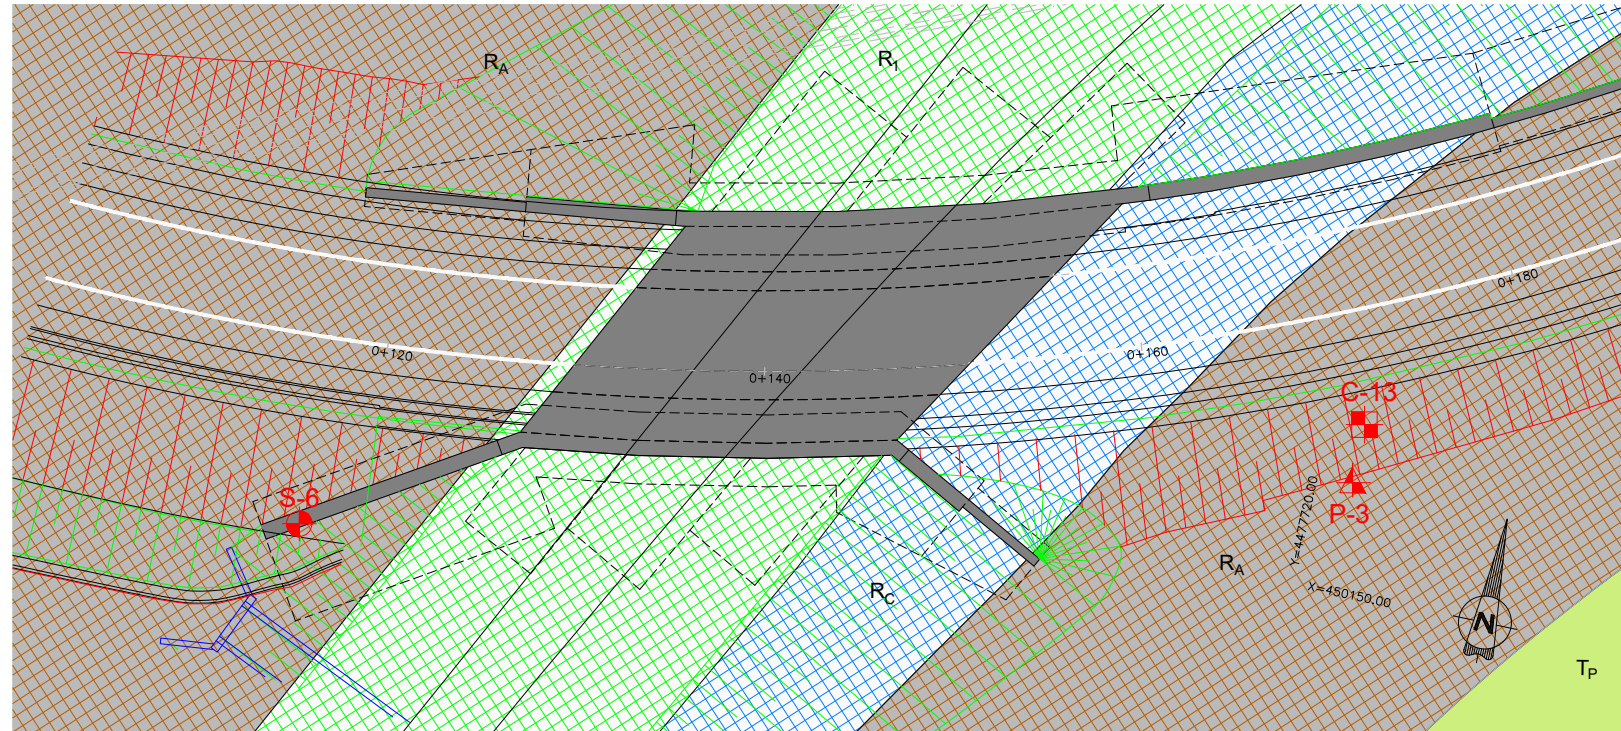 R1
RA
0+180
0+160
0+120
0+140
C-13
S-6
Y=4477720.00
P-3
RA
RC
X=450150.00
N
TP